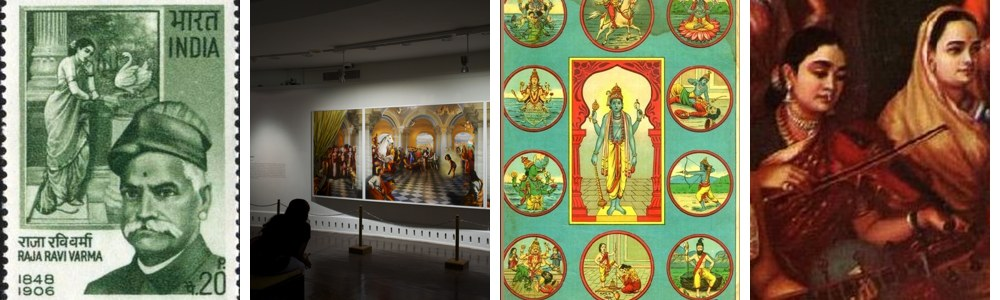 भारत
INDIA
राजा रवि वर्मा
RAJA RAVI VARMA
1848
1906
P.
पै. 20